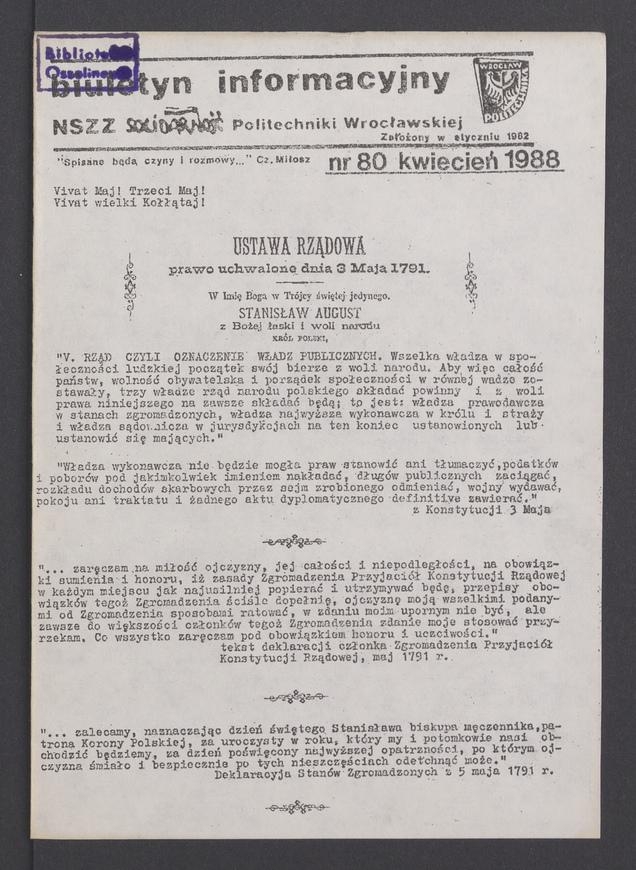 Biblioteka
Ossolineum
biuletyn informacyjny
WROCŁAW
POLITECHNIKA
NSZZ SOLIDARNOŚĆ Politechniki Wrocławskiej
Założony w styczniu 1982
"Spisane będą czyny i rozmowy..." Cz. Miłosz
nr 80 kwiecień 1988
Vivat Maj! Trzeci Maj!
Vivat wielki Kołłątaj!
USTAWA RZĄDOWA
prawo uchwalone dnia 3 Maja 1791.
W Imię Boga w Trójcy świętej jedynego.
STANISŁAW AUGUST
z Bożej łaski i woli narodu
KRÓL POLSKI,
"V. RZĄD CZYLI OZNACZENIE WŁADZ PUBLICZNYCH. Wszelka władza w spo-
łeczności ludzkiej początek swój bierze z woli narodu. Aby więc całość
państw, wolność obywatelska i porządek społeczności w równej wadze zo-
stawały, trzy władze rząd narodu polskiego składać powinny i z woli
prawa niniejszego na zawsze składać będą; to jest: władza prawodawcza
w stanach zgromadzonych, władza najwyższa wykonawcza w królu i straży
i władza sądownicza w jurysdykcjach na ten koniec ustanowionych lub
ustanowić się mających."
"Władza wykonawcza nie będzie mogła praw stanowić ani tłumaczyć,podatków
i poborów pod jakimkolwiek imieniem nakładać, długów publicznych zaciągać,
rozkładu dochodów skarbowych przez sejm zrobionego odmieniać, wojny wydawać,
pokoju ani traktatu i żadnego aktu dyplomatycznego definitive zawierać."
z Konstytucji 3 Maja
"... zaręczam na miłość ojczyzny, jej całości i niepodległości, na obowiąz-
ki sumienia i honoru, iż zasady Zgromadzenia Przyjaciół Konstytucji Rządowej
w każdym miejscu jak najusilniej popierać i utrzymywać będę, przepisy obo-
wiązków tegoż Zgromadzenia ściśle dopełnię, ojczyznę moją wszelkimi podany-
mi od Zgromadzenia sposobami ratować, w zdaniu moim upornym nie być, ale
zawsze do większości członków tegoż Zgromadzenia zdanie moje stosować przy-
rzekam. Co wszystko zaręczam pod obowiązkiem honoru i uczciwości."
tekst deklaracji członka Zgromadzenia Przyjaciół
Konstytucji Rządowej, maj 1791 r.
"... zalecamy, naznaczając dzień świętego Stanisława biskupa męczennika,pa-
trona Korony Polskiej, za uroczysty w roku, który my i potomkowie nasi ob-
chodzić będziemy, za dzień poświęcony najwyższej opatrzności, po którym oj-
czyzna śmiało i bezpiecznie po tych nieszczęściach odetchnąć może."
Deklaracyja Stanów Zgromadzonych z 5 maja 1791 r.